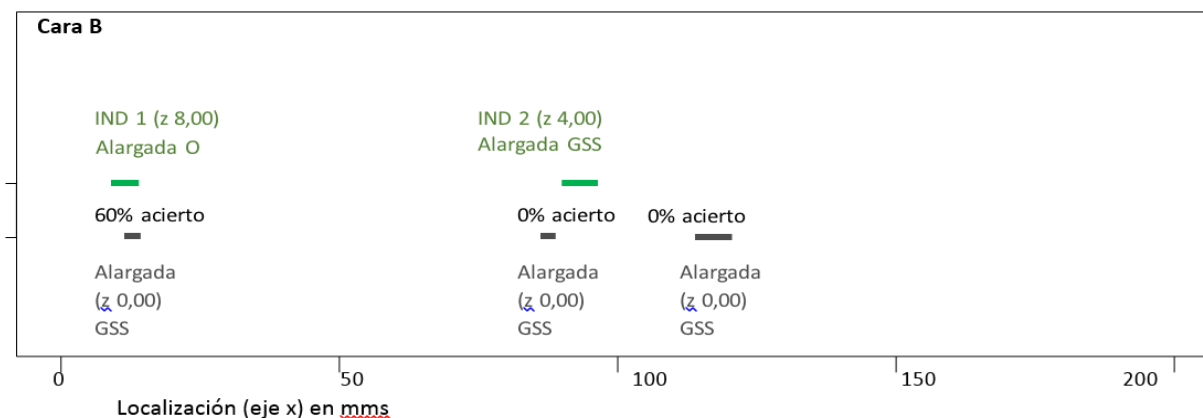 Cara B
IND 1 (z 8,00)
Alargada O
IND 2 (z 4,00)
Alargada GSS
60% acierto
0% acierto
0% acierto
Alargada
(z 0,00)
GSS
Alargada
(z 0,00)
GSS
Alargada
(z 0,00)
GSS
0
50
100
150
200
Localización (eje x) en mms